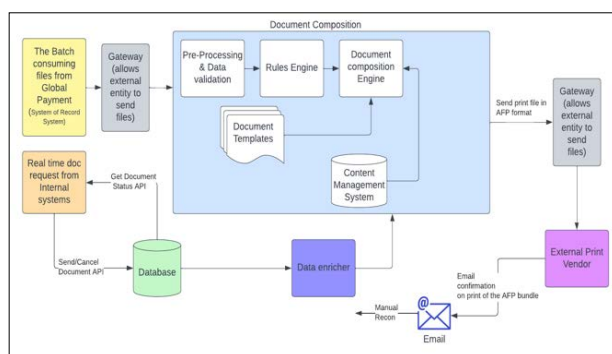 Document Composition
The Batch
consuming
files from
Global
Payment
(System of Record
System)
Gateway
(allows
external
entity to
send
files)
Pre-Processing
& Data
validation
Rules Engine
Document
composition
Engine
Document
Templates
Content
Management
System
Send print file in
AFP format
Gateway
(allows
external
entity to
send
files)
Real time doc
request from
Internal
systems
Get Document
Status API
Send/Cancel
Document API
Database
Data enricher
External Print
Vendor
Email
confirmation
on print of the AFP bundle
Manual
Recon
@
Email